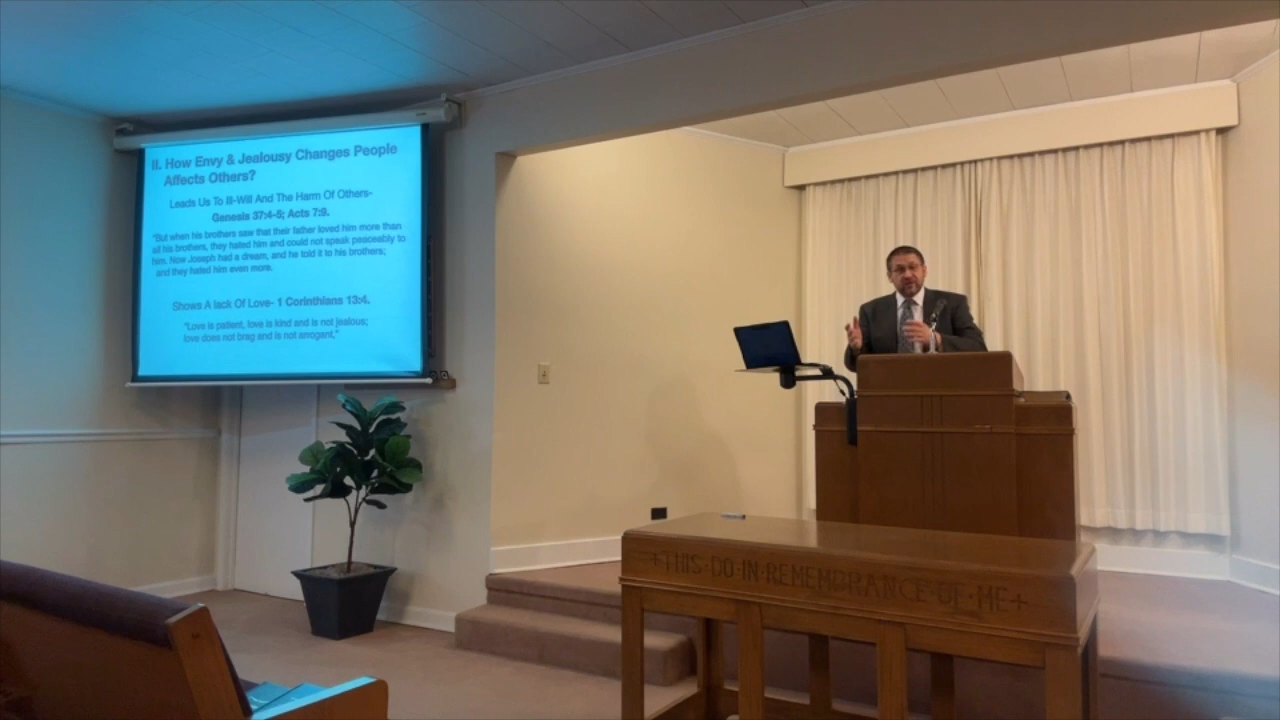 II. How Envy & Jealousy Changes People
Affects Others?
Leads Us To Ill-Will And The Harm Of Others-
Genesis 37:4-5; Acts 7:9.
"But when his brothers saw that their father loved him more than
all his brothers, they hated him and could not speak peaceably to
him. Now Joseph had a dream, and he told it to his brothers;
and they hated him even more.
Shows A lack Of Love- 1 Corinthians 13:4.
"Love is patient, love is kind and is not jealous;
love does not brag and is not arrogant,"
+THIS·DO·IN·REMEMBRANCE·OF·ME+